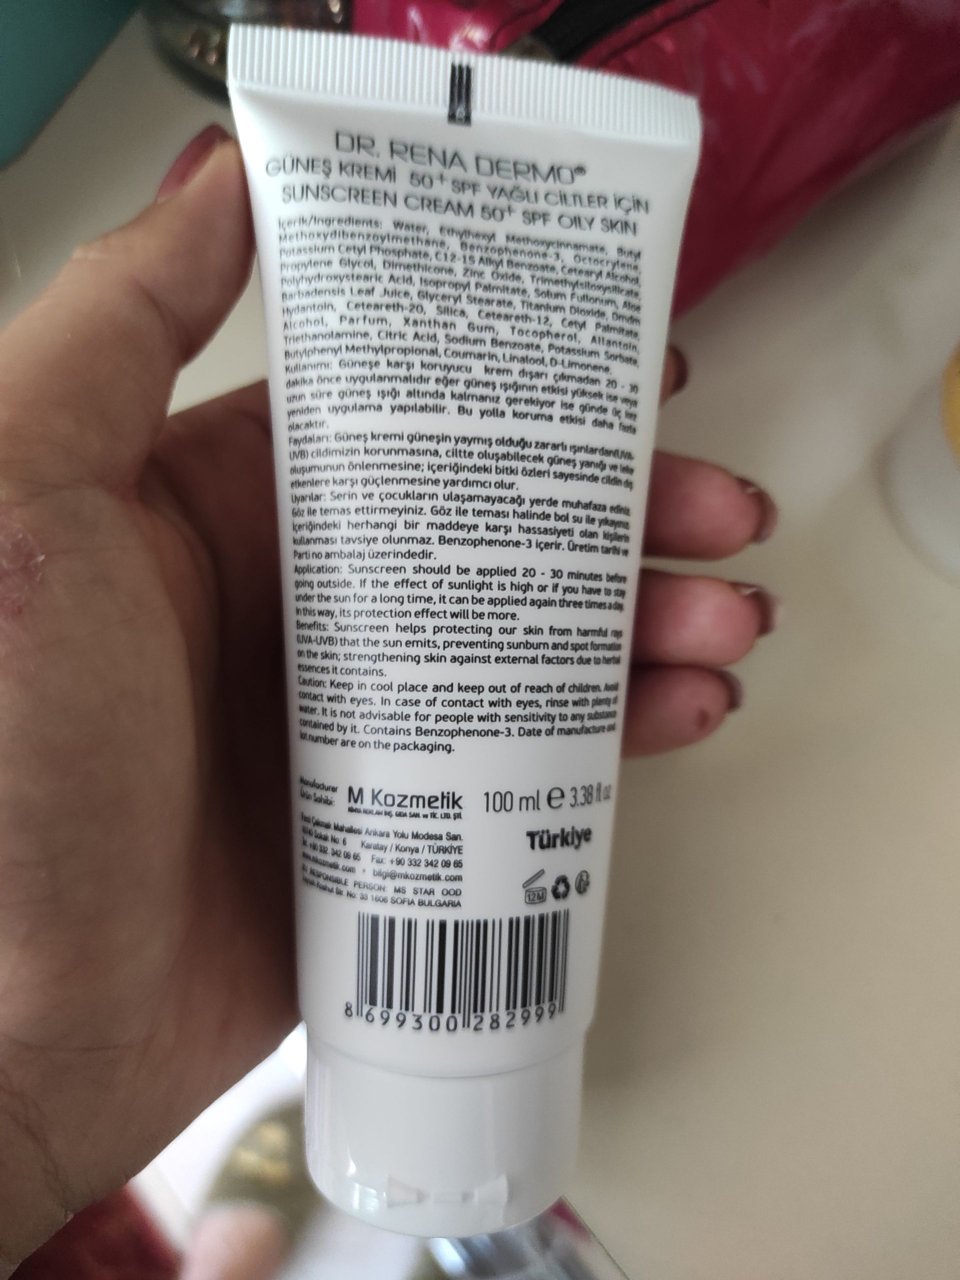 DR. RENA DERMO®
GÜNEŞ KREMİ 50+ SPF YAĞLI CİLTLER İÇİN
SUNSCREEN CREAM 50+ SPF OILY SKIN
İçerik/Ingredients: Water, Ethylhexyl Methoxycinnamate, Butyl
Methoxydibenzoylmethane, Benzophenone-3, Octocrylene,
Potassium Cetyl Phosphate, C12-15 Alkyl Benzoate, Cetearyl Alcohol,
Propylene Glycol, Dimethicone, Zinc Oxide, Trimethylsiloxysilicate,
Polyhydroxystearic Acid, Isopropyl Palmitate, Solum Fullonum, Aloe
Barbadensis Leaf Juice, Glyceryl Stearate, Titanium Dioxide, Dmdm
Hydantoin, Ceteareth-20, Silica, Ceteareth-12, Cetyl Palmitate,
Alcohol, Parfum, Xanthan Gum, Tocopherol, Allantoin,
Triethanolamine, Citric Acid, Sodium Benzoate, Potassium Sorbate,
Butylphenyl Methylpropional, Coumarin, Linalool, D-Limonene.
Kullanımı: Güneşe karşı koruyucu krem dışarı çıkmadan 20 - 30
dakika önce uygulanmalıdır eğer güneş ışığının etkisi yüksek ise veya
uzun süre güneş ışığı altında kalmanız gerekiyor ise günde üç kez
yeniden uygulama yapılabilir. Bu yolla koruma etkisi daha fazla
olacaktır.
Faydaları: Güneş kremi güneşin yaymış olduğu zararlı ışınlardan(UVA-
UVB) cildimizin korunmasına, ciltte oluşabilecek güneş yanığı ve leke
oluşumunun önlenmesine; içeriğindeki bitki özleri sayesinde cildin dış
etkenlere karşı güçlenmesine yardımcı olur.
Uyarılar: Serin ve çocukların ulaşamayacağı yerde muhafaza ediniz.
Göz ile temas ettirmeyiniz. Göz ile teması halinde bol su ile yıkayınız.
İçeriğindeki herhangi bir maddeye karşı hassasiyeti olan kişilerin
kullanması tavsiye olunmaz. Benzophenone-3 içerir. Üretim tarihi ve
Parti no ambalaj üzerindedir.
Application: Sunscreen should be applied 20 - 30 minutes before
going outside. If the effect of sunlight is high or if you have to stay
under the sun for a long time, it can be applied again three times a day.
In this way, its protection effect will be more.
Benefits: Sunscreen helps protecting our skin from harmful rays
(UVA-UVB) that the sun emits, preventing sunburn and spot formation
on the skin; strengthening skin against external factors due to herbal
essences it contains.
Caution: Keep in cool place and keep out of reach of children. Avoid
contact with eyes. In case of contact with eyes, rinse with plenty of
water. It is not advisable for people with sensitivity to any substance
contained by it. Contains Benzophenone-3. Date of manufacture and
lot number are on the packaging.
Manufacturer
Ürün Sahibi:
M Kozmetik
100 ml e 3.38 fl oz
Ankara Yolu Modesa San.
Sokak No: 6 Karatay / Konya / TÜRKİYE
Tel: +90 332 342 09 65 Fax: +90 332 342 09 65
www.mkozmetik.com • bilgi@mkozmetik.com
EU RESPONSIBLE PERSON: MS STAR OOD
Str. No: 33 1606 SOFIA BULGARIA
Türkiye
12M
8 699300 282999